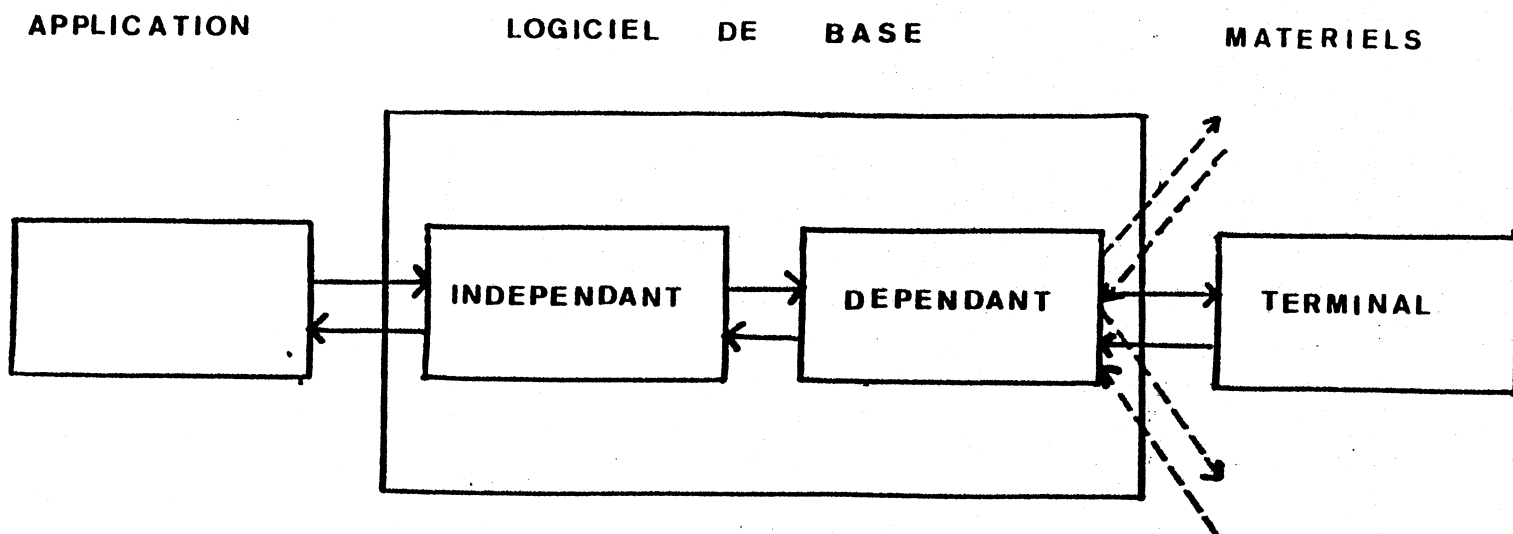 APPLICATION LOGICIEL DE BASE MATERIELS
INDEPENDANT DEPENDANT TERMINAL